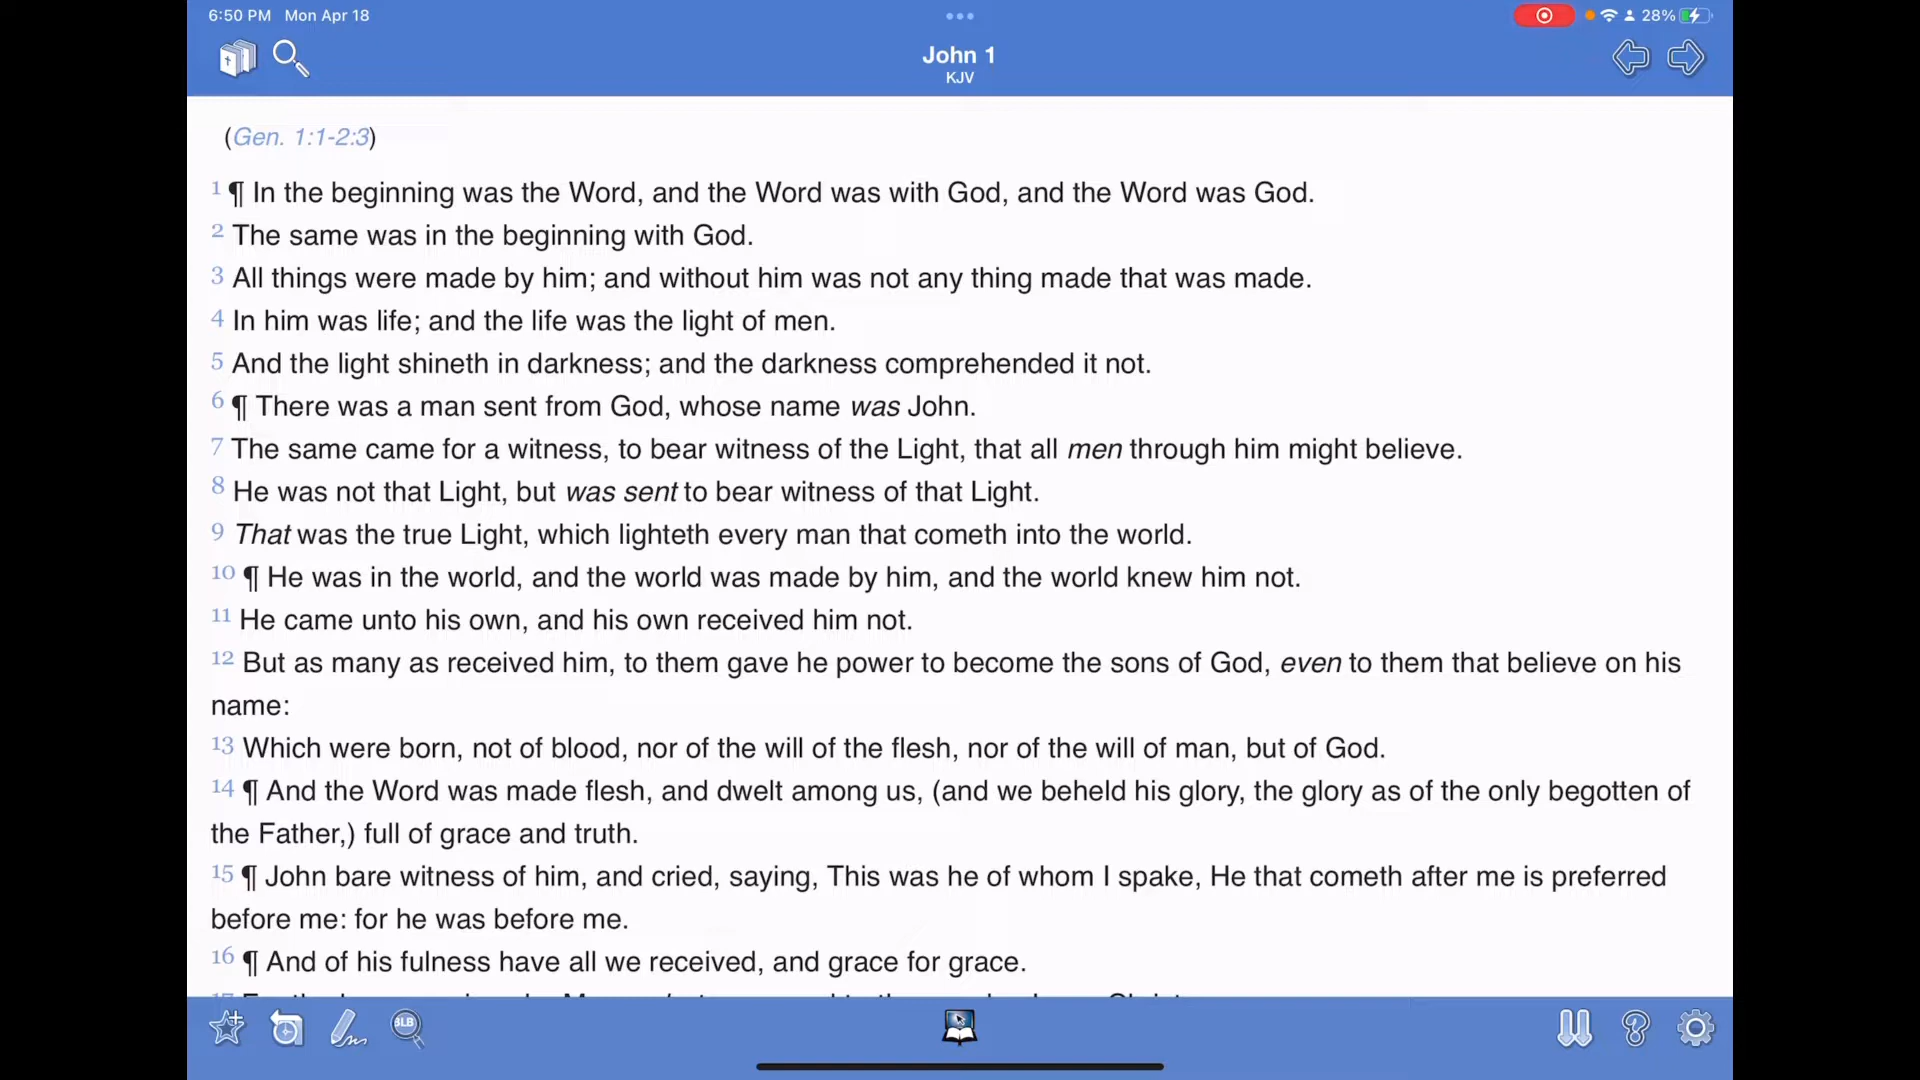 6:50 PM Mon Apr 18
28%
John 1
KJV
(Gen. 1:1-2:3)
1 ¶ In the beginning was the Word, and the Word was with God, and the Word was God.
2 The same was in the beginning with God.
3 All things were made by him; and without him was not any thing made that was made.
4 In him was life; and the life was the light of men.
5 And the light shineth in darkness; and the darkness comprehended it not.
6 ¶ There was a man sent from God, whose name was John.
7 The same came for a witness, to bear witness of the Light, that all men through him might believe.
8 He was not that Light, but was sent to bear witness of that Light.
9 That was the true Light, which lighteth every man that cometh into the world.
10 ¶ He was in the world, and the world was made by him, and the world knew him not.
11 He came unto his own, and his own received him not.
12 But as many as received him, to them gave he power to become the sons of God, even to them that believe on his
name:
13 Which were born, not of blood, nor of the will of the flesh, nor of the will of man, but of God.
14 ¶ And the Word was made flesh, and dwelt among us, (and we beheld his glory, the glory as of the only begotten of
the Father,) full of grace and truth.
15 ¶ John bare witness of him, and cried, saying, This was he of whom I spake, He that cometh after me is preferred
before me: for he was before me.
16 ¶ And of his fulness have all we received, and grace for grace.
BLB